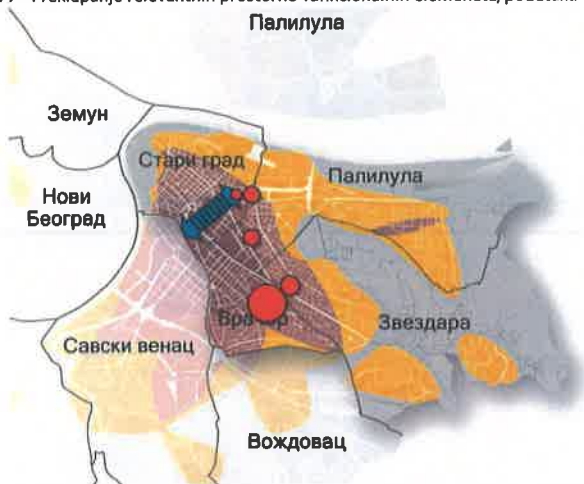 Палилула
Земун
Стари град
Палилула
Нови
Београд
Звездара
Савски венац
Вождовац